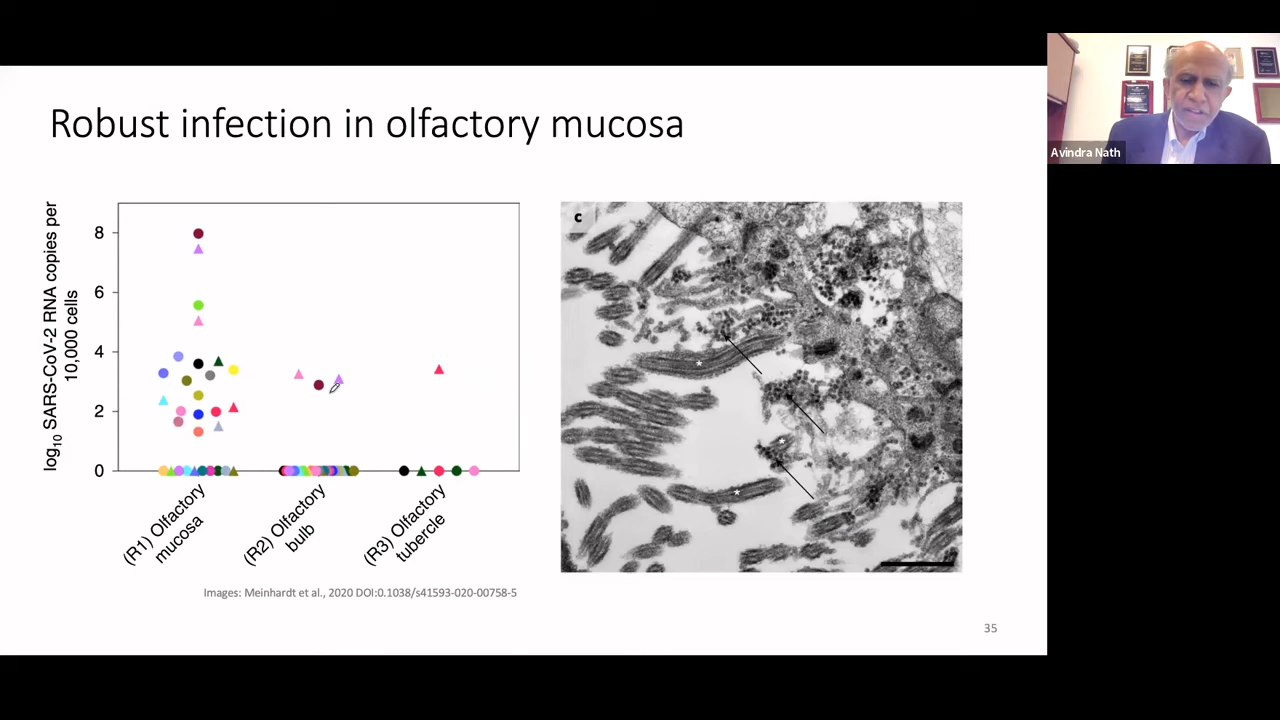 Robust infection in olfactory mucosa
log10 SARS-CoV-2 RNA copies per
10,000 cells
8
6
4
2
0
(R1) Olfactory
mucosa
(R2) Olfactory
bulb
(R3) Olfactory
tubercle
c
Images: Meinhardt et al., 2020 DOI:0.1038/s41593-020-00758-5
35
Avindra Nath